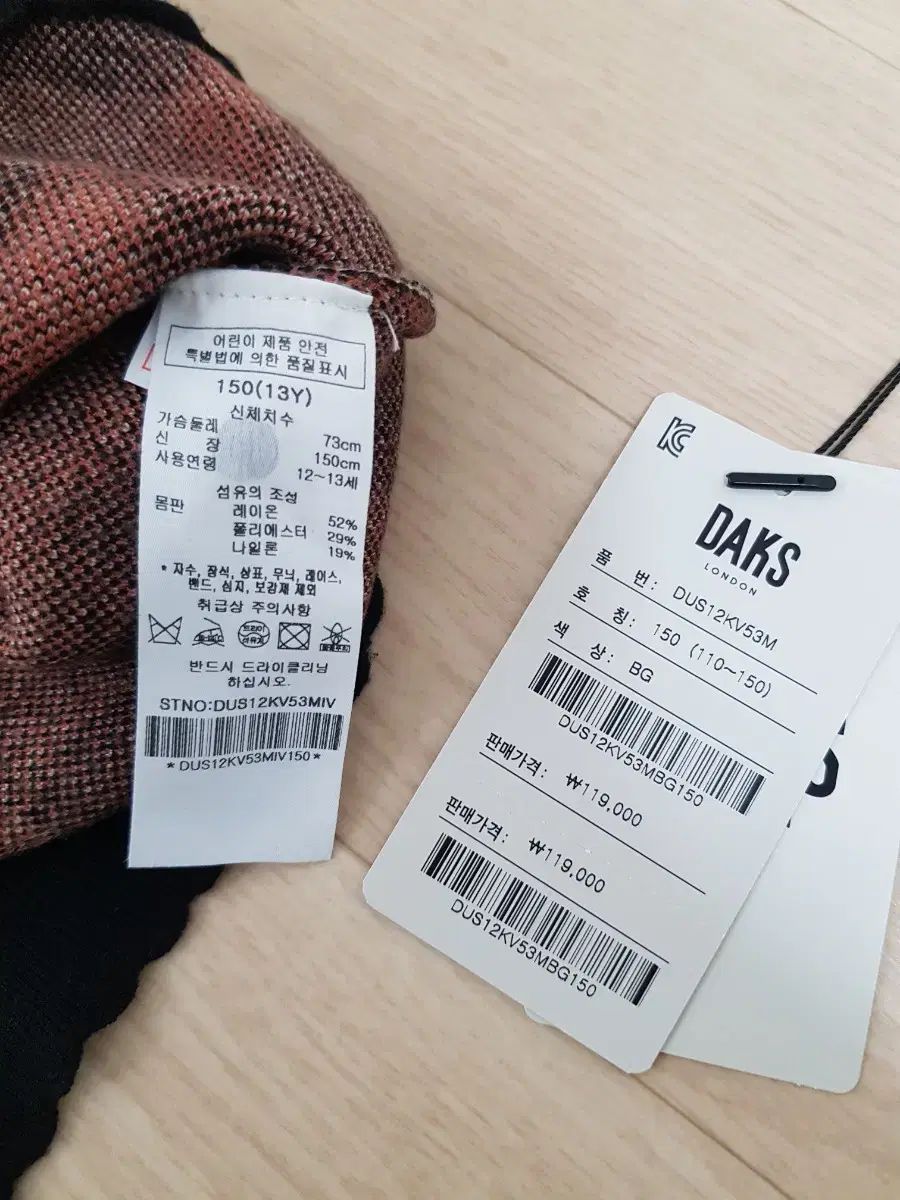 어린이 제품 안전
특별법에 의한 품질표시
150(13Y)
신체치수
가슴둘레 73cm
신 장 150cm
사용연령 12~13세
섬유의 조성
몸판 레이온 52%
폴리에스터 29%
나일론 19%
* 자수, 장식, 상표, 무늬, 레이스,
밴드, 심지, 보강재 제외
취급상 주의사항
드라이
반드시 드라이클리닝
하십시오.
STNO:DUS12KV53MIV
*DUS12KV53MIV150*
DAKS
LONDON
품 번: DUS12KV53M
호 칭: 150 (110~150)
색 상: BG
DUS12KV53MBG150
판매가격: ₩119,000
판매가격: ₩119,000
DUS12KV53MBG150
S